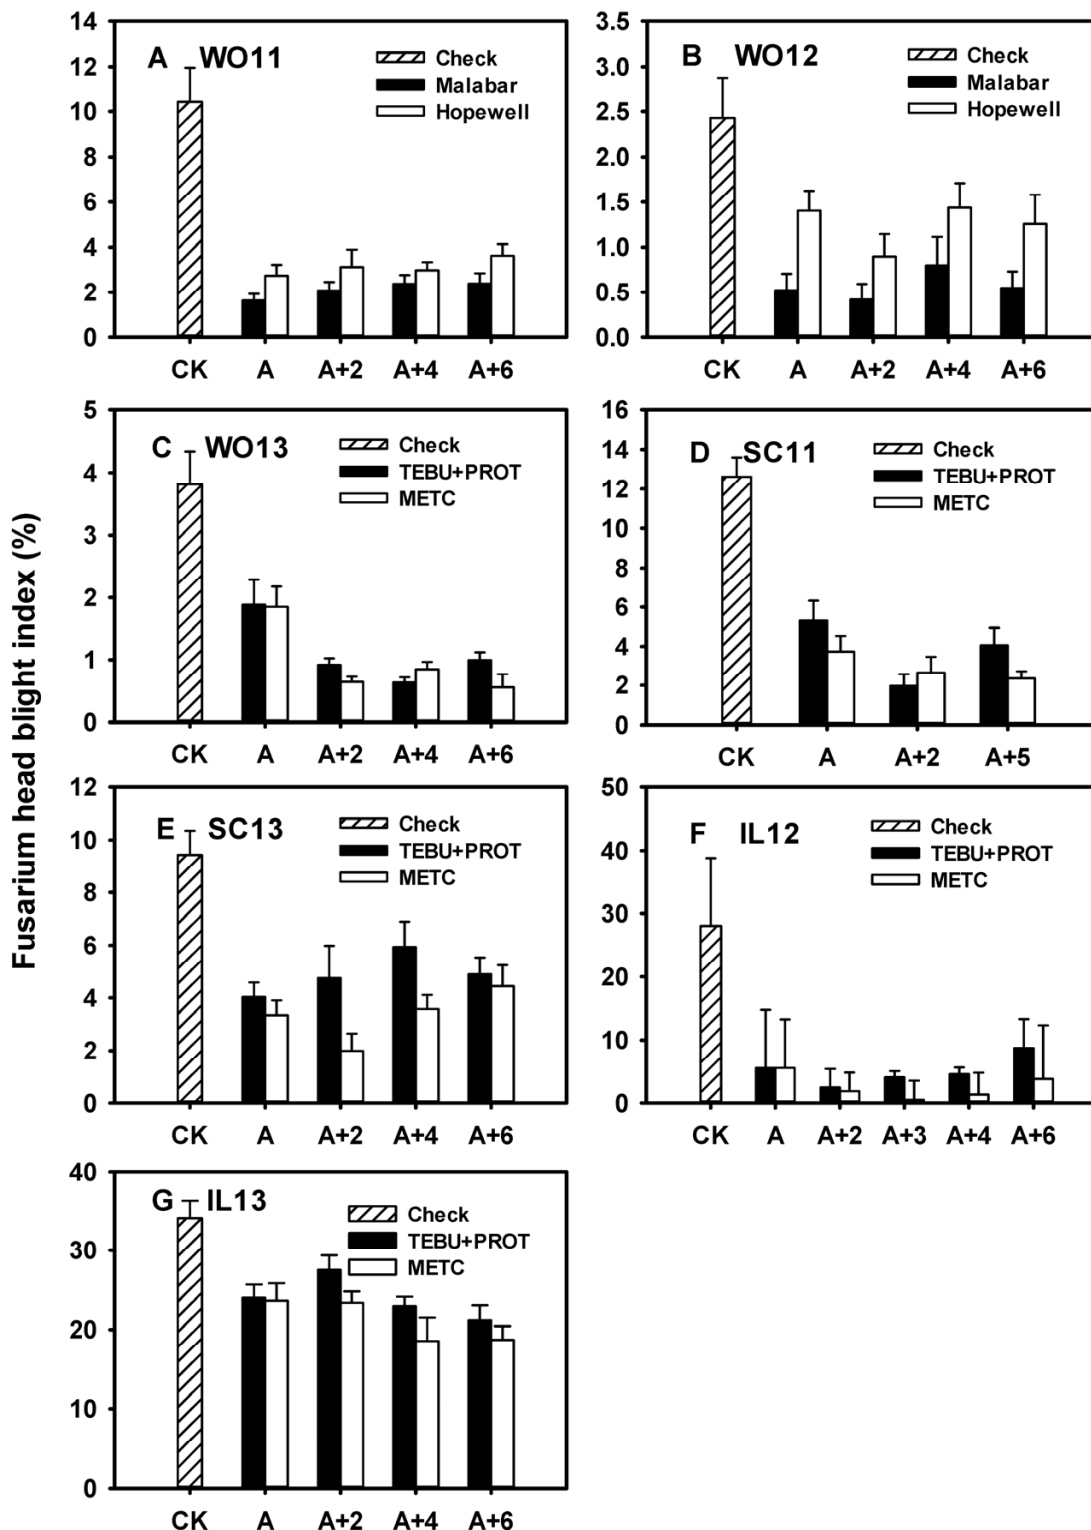 Fusarium head blight index (%)
A WO11
Check
Malabar
Hopewell
14
12
10
8
6
4
2
0
CK A A+2 A+4 A+6
B WO12
Check
Malabar
Hopewell
3.5
3.0
2.5
2.0
1.5
1.0
0.5
0.0
CK A A+2 A+4 A+6
C WO13
Check
TEBU+PROT
METC
5
4
3
2
1
0
CK A A+2 A+4 A+6
D SC11
Check
TEBU+PROT
METC
16
14
12
10
8
6
4
2
0
CK A A+2 A+5
E SC13
Check
TEBU+PROT
METC
12
10
8
6
4
2
0
CK A A+2 A+4 A+6
F IL12
Check
TEBU+PROT
METC
50
40
30
20
10
0
CK A A+2 A+3 A+4 A+6
G IL13
Check
TEBU+PROT
METC
40
30
20
10
0
CK A A+2 A+4 A+6